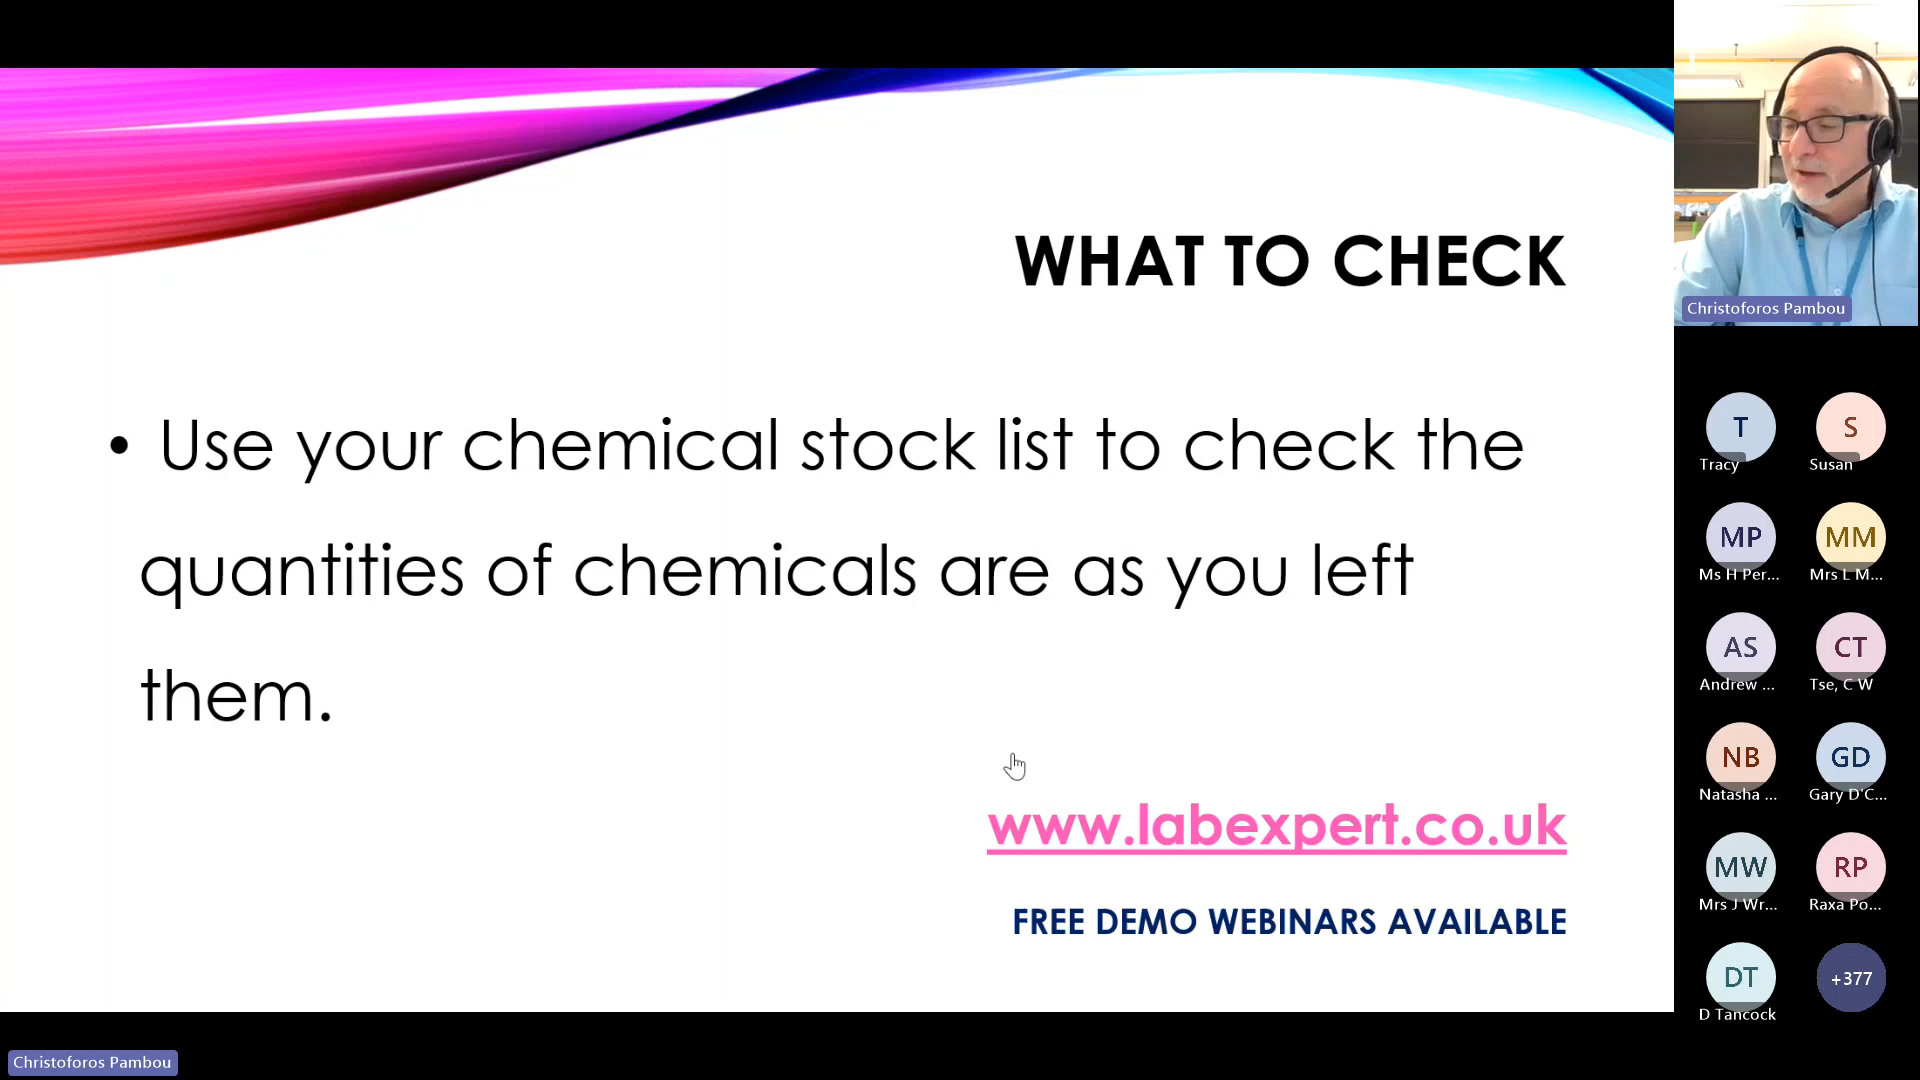 WHAT TO CHECK
• Use your chemical stock list to check the
quantities of chemicals are as you left
them.
www.labexpert.co.uk
FREE DEMO WEBINARS AVAILABLE
Christoforos Pambou
T
Tracy
S
Susan
MP
Ms H Per...
MM
Mrs L M...
AS
Andrew ...
CT
Tse, C W
NB
Natasha ...
GD
Gary D'C...
MW
Mrs J Wr...
RP
Raxa Po...
DT
D Tancock
+377
Christoforos Pambou